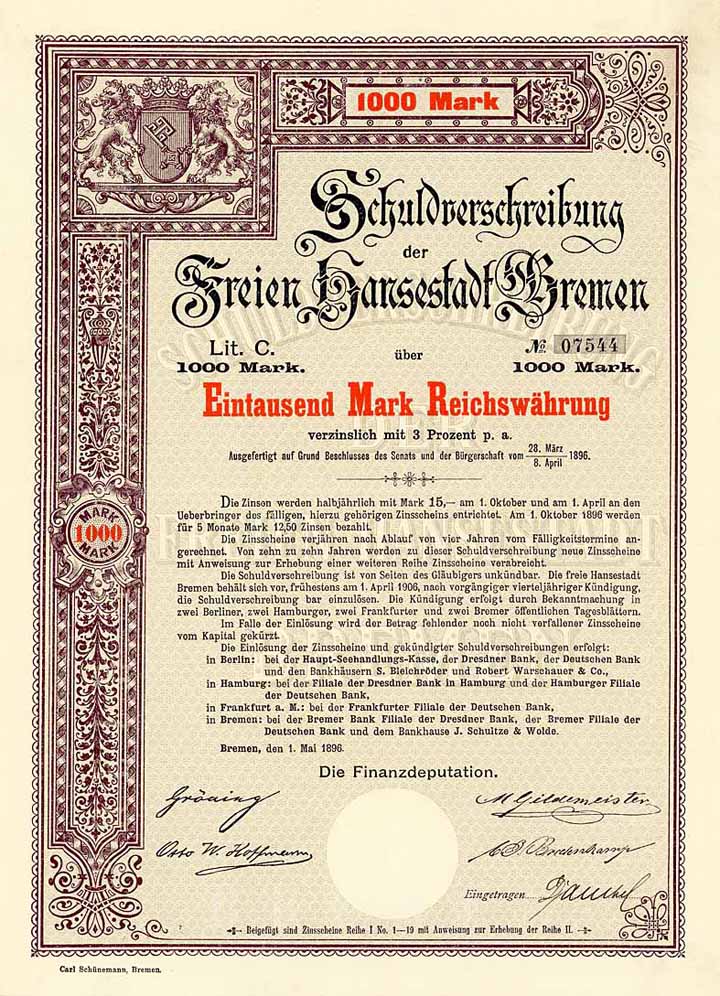 1000 Mark
Schuldverschreibung
der
Freien Hansestadt Bremen
Lit. C. über № 07544
1000 Mark. 1000 Mark.
Eintausend Mark Reichswährung
verzinslich mit 3 Prozent p. a.
Ausgefertigt auf Grund Beschlusses des Senats und der Bürgerschaft vom 28. März / 8. April 1896.
Die Zinsen werden halbjährlich mit Mark 15,— am 1. Oktober und am 1. April an den
Ueberbringer des fälligen, hierzu gehörigen Zinsscheins entrichtet. Am 1. Oktober 1896 werden
für 5 Monate Mark 12,50 Zinsen bezahlt.
Die Zinsscheine verjähren nach Ablauf von vier Jahren vom Fälligkeitstermine an-
gerechnet. Von zehn zu zehn Jahren werden zu dieser Schuldverschreibung neue Zinsscheine
mit Anweisung zur Erhebung einer weiteren Reihe Zinsscheine verabreicht.
Die Schuldverschreibung ist von Seiten des Gläubigers unkündbar. Die freie Hansestadt
Bremen behält sich vor, frühestens am 1. April 1906, nach vorgängiger vierteljähriger Kündigung,
die Schuldverschreibung bar einzulösen. Die Kündigung erfolgt durch Bekanntmachung in
zwei Berliner, zwei Hamburger, zwei Frankfurter und zwei Bremer öffentlichen Tagesblättern.
Im Falle der Einlösung wird der Betrag fehlender noch nicht verfallener Zinsscheine
vom Kapital gekürzt.
Die Einlösung der Zinsscheine und gekündigter Schuldverschreibungen erfolgt:
in Berlin: bei der Haupt-Seehandlungs-Kasse, der Dresdner Bank, der Deutschen Bank
und den Bankhäusern S. Bleichröder und Robert Warschauer & Co.,
in Hamburg: bei der Filiale der Dresdner Bank in Hamburg und der Hamburger Filiale
der Deutschen Bank,
in Frankfurt a. M.: bei der Frankfurter Filiale der Deutschen Bank,
in Bremen: bei der Bremer Bank Filiale der Dresdner Bank, der Bremer Filiale der
Deutschen Bank und dem Bankhause J. Schultze & Wolde.
Bremen, den 1. Mai 1896.
Die Finanzdeputation.
Gröning M Gildemeister
Otto W. Hoffmann Bredenkamp
Eingetragen
Beigefügt sind Zinsscheine Reihe I No. 1—19 mit Anweisung zur Erhebung der Reihe II.
Carl Schünemann, Bremen.
MARK
1000
MARK